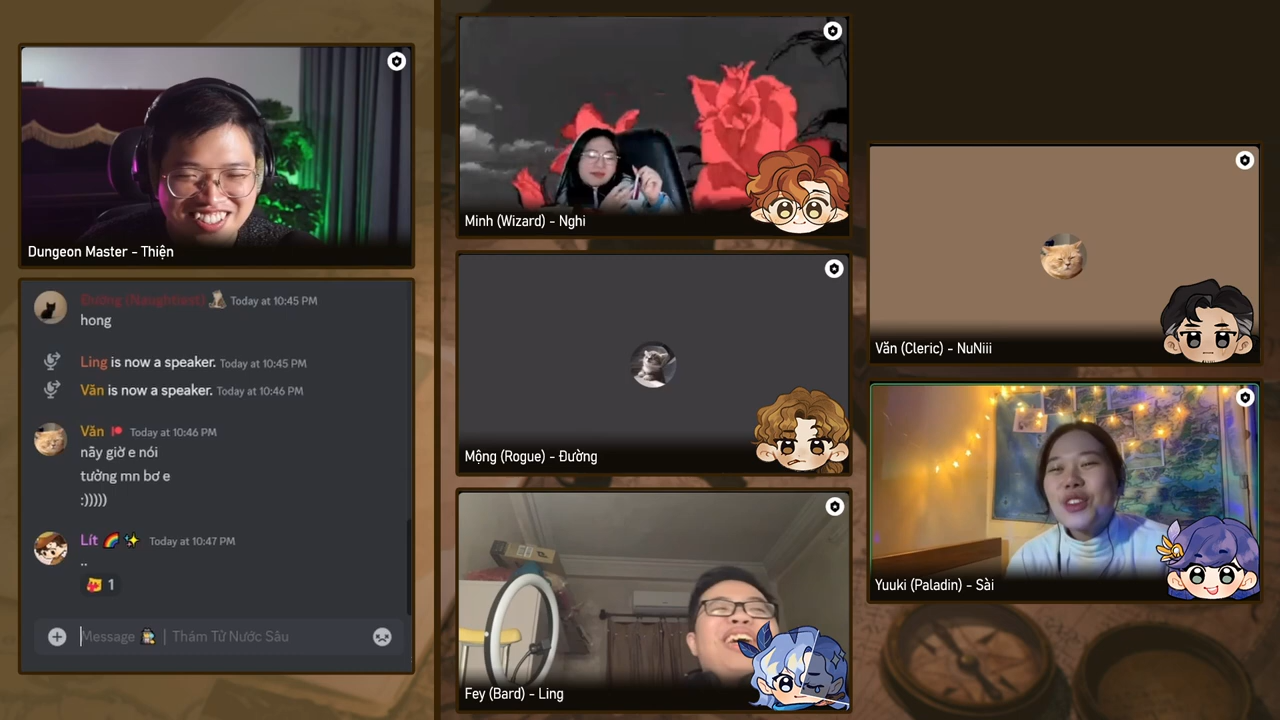 Dungeon Master - Thiện
Đường (Naughtiest) Today at 10:45 PM
hong
Ling is now a speaker. Today at 10:45 PM
Văn is now a speaker. Today at 10:46 PM
Văn Today at 10:46 PM
nãy giờ e nói
tưởng mn bơ e
:)))))
Lít Today at 10:47 PM
..
1
Message | Thám Tử Nước Sâu
Minh (Wizard) - Nghi
Mộng (Rogue) - Đường
Fey (Bard) - Ling
Văn (Cleric) - NuNiii
Yuuki (Paladin) - Sài